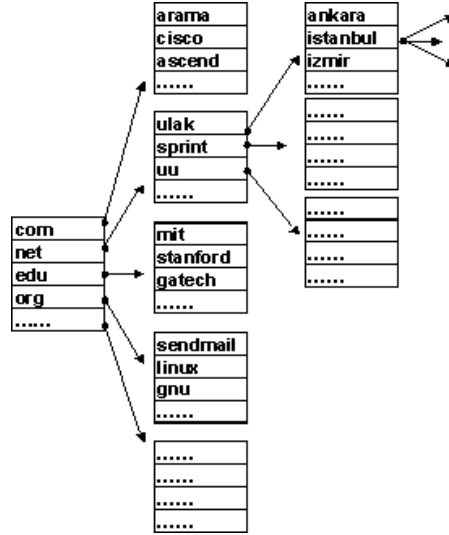 com
net
edu
org
......
arama
cisco
ascend
......
ulak
sprint
uu
......
mit
stanford
gatech
......
sendmail
linux
gnu
......
......
......
......
......
ankara
istanbul
izmir
......
......
......
......
......
......
......
......
......